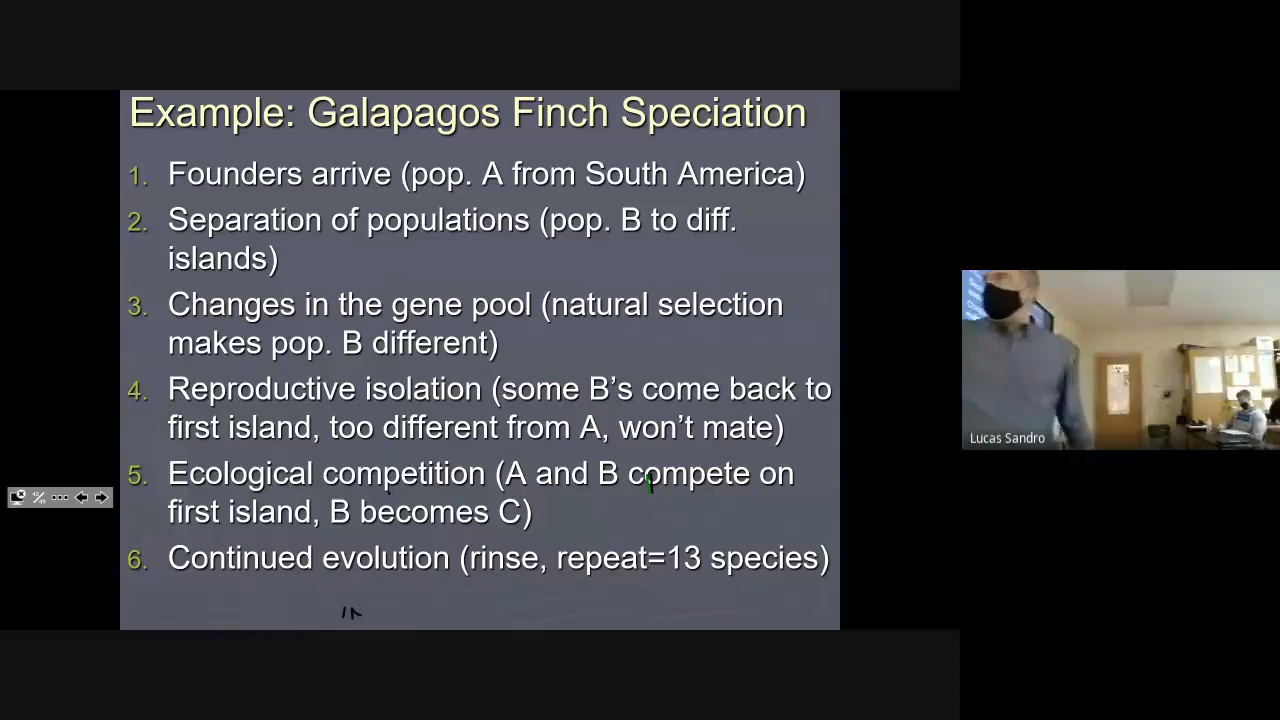 Example: Galapagos Finch Speciation
1. Founders arrive (pop. A from South America)
2. Separation of populations (pop. B to diff.
islands)
3. Changes in the gene pool (natural selection
makes pop. B different)
4. Reproductive isolation (some B’s come back to
first island, too different from A, won’t mate)
5. Ecological competition (A and B compete on
first island, B becomes C)
6. Continued evolution (rinse, repeat=13 species)
Lucas Sandro